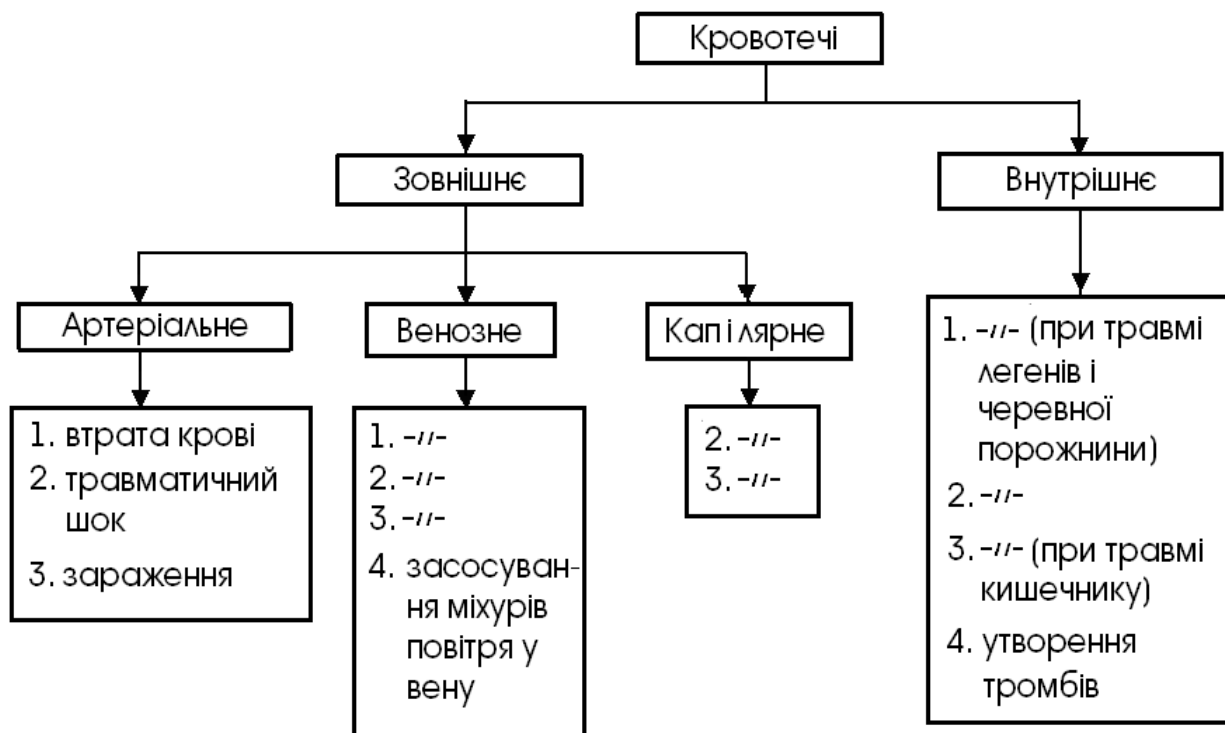 Кровотечі
Зовнішнє
Внутрішнє
Артеріальне
Венозне
Капілярне
1. втрата крові
2. травматичний
шок
3. зараження
1. -//-
2. -//-
3. -//-
4. засосуван-
ня міхурів
повітря у
вену
2. -//-
3. -//-
1. -//- (при травмі
легенів і
черевної
порожнини)
2. -//-
3. -//- (при травмі
кишечнику)
4. утворення
тромбів